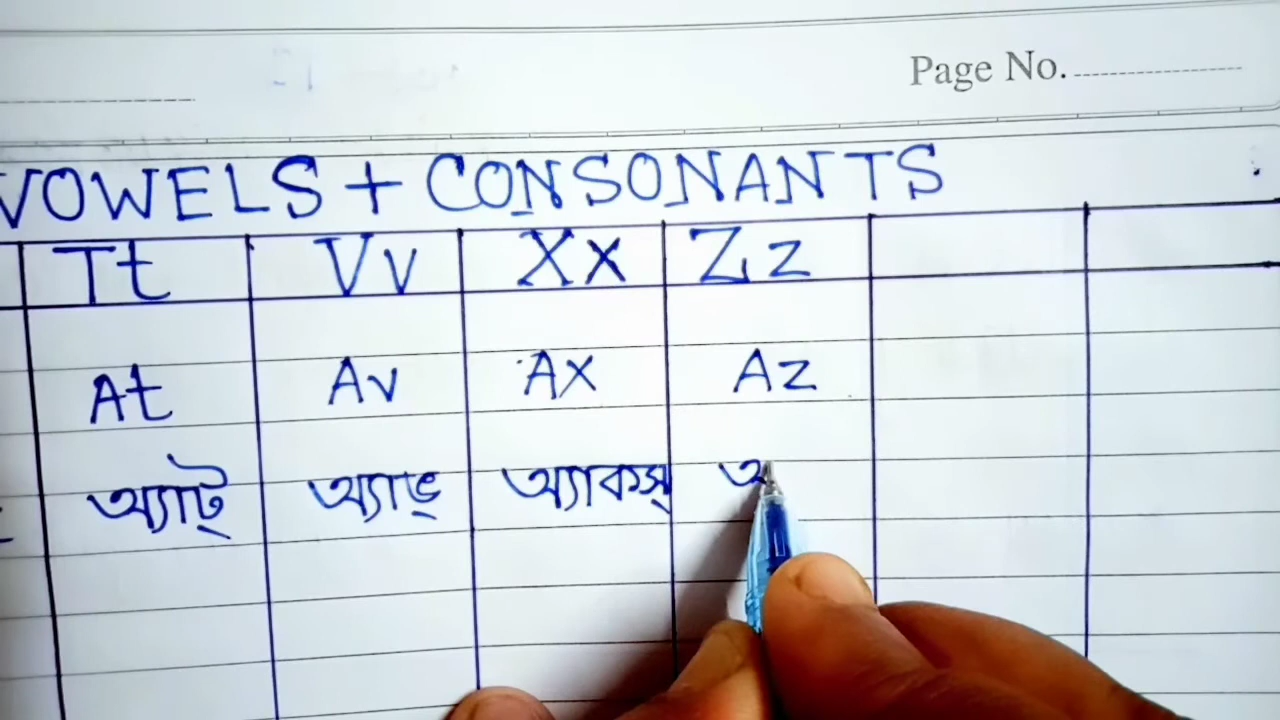 Page No.
VOWELS + CONSONANTS
Tt Vv Xx Zz
At Av Ax Az
অ্যাট্ অ্যাভ্ অ্যাকস্ অ